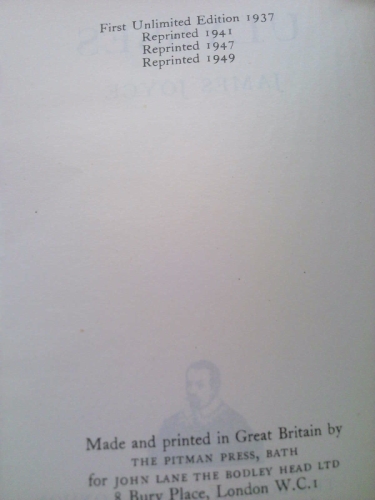 First Unlimited Edition 1937
Reprinted 1941
Reprinted 1947
Reprinted 1949
Made and printed in Great Britain by
THE PITMAN PRESS, BATH
for JOHN LANE THE BODLEY HEAD LTD
8 Bury Place, London W.C.1